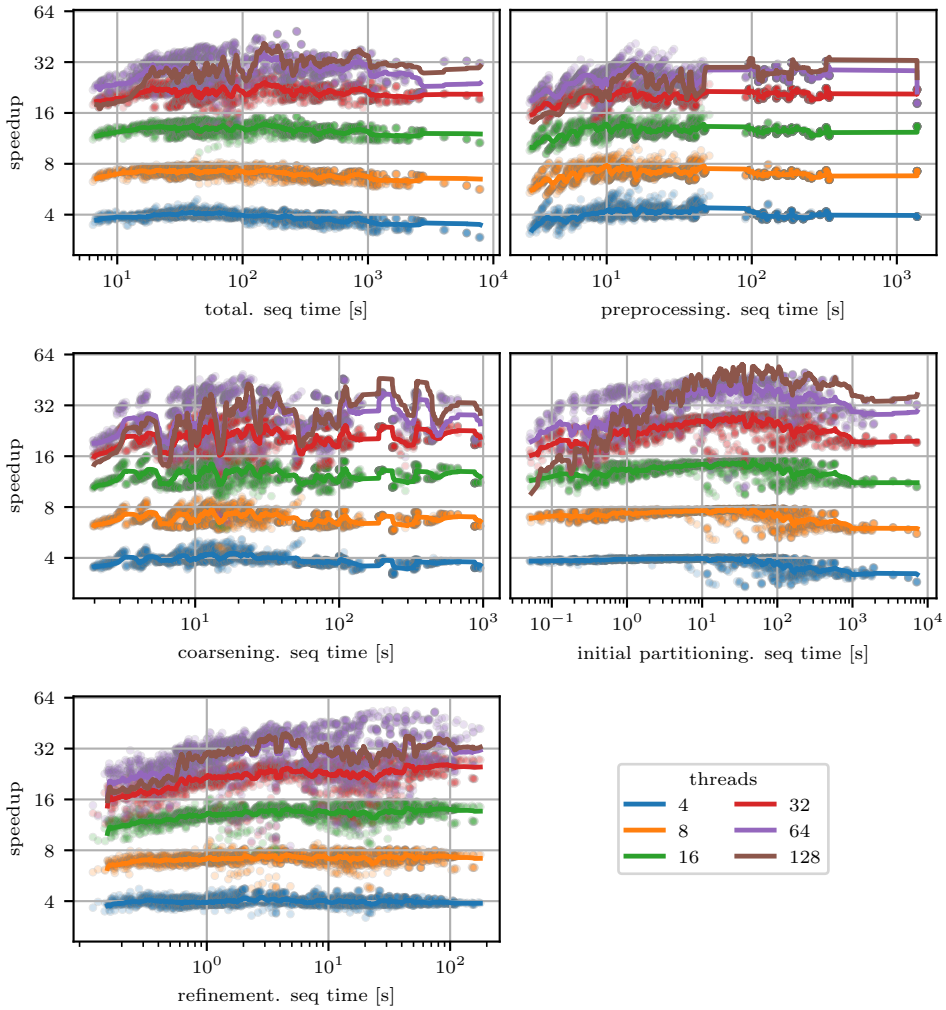 64
32
16
8
4
speedup
10^1 10^2 10^3 10^4
total. seq time [s]
10^1 10^2 10^3
preprocessing. seq time [s]
64
32
16
8
4
speedup
10^1 10^2 10^3
coarsening. seq time [s]
10^−1 10^0 10^1 10^2 10^3 10^4
initial partitioning. seq time [s]
64
32
16
8
4
speedup
10^0 10^1 10^2
refinement. seq time [s]
threads
4 32
8 64
16 128